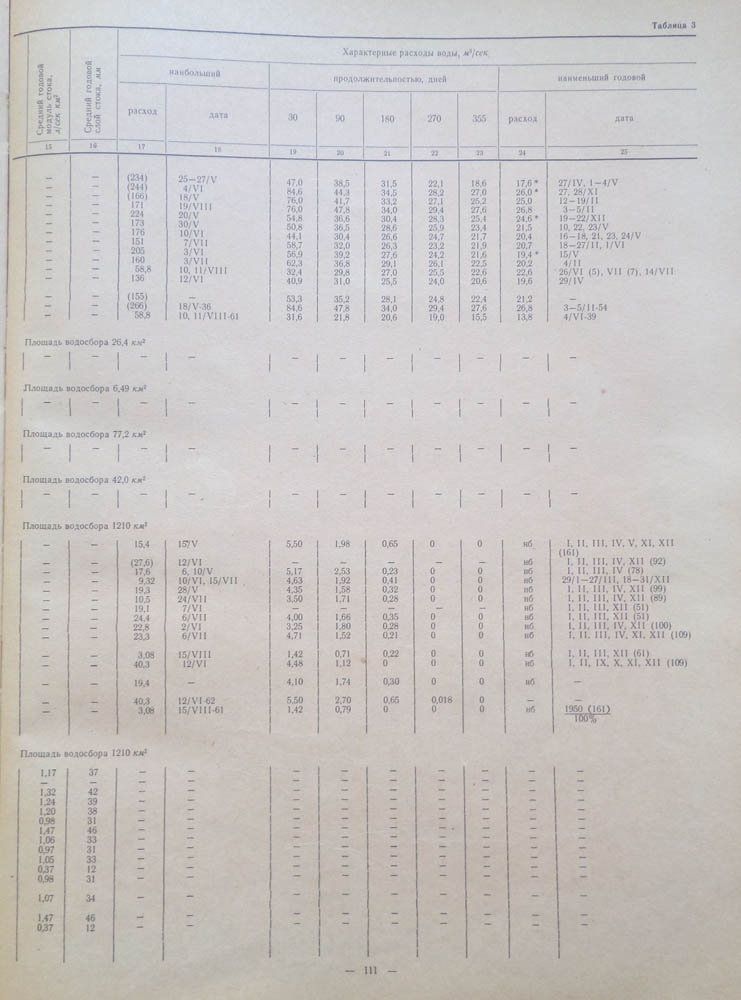 Таблица 3
Средний годовой модуль стока, л/сек км²
Средний годовой слой стока, мм
Характерные расходы воды, м³/сек
наибольший
продолжительностью, дней
наименьший годовой
расход дата 30 90 180 270 355 расход дата
15 16 17 18 19 20 21 22 23 24 25
— — (234) 25—27/V 47,0 38,5 31,5 22,1 18,6 17,6* 27/IV, 1—4/V
— — (244) 4/VI 84,6 44,3 34,5 28,2 27,0 26,0* 27, 28/XI
— — (166) 18/V 76,0 41,7 33,2 27,1 25,2 25,0 12—19/II
— — 171 19/VIII 76,0 47,8 34,0 29,4 27,6 26,8 3—5/II
— — 224 20/V 54,8 36,6 30,4 28,3 25,4 24,6* 19—22/XII
— — 173 30/V 50,8 36,5 28,6 25,9 23,4 21,5 10, 22, 23/V
— — 176 10/VI 44,1 30,4 26,6 24,7 21,7 20,4 16—18, 21, 23, 24/V
— — 151 7/VII 58,7 32,0 26,3 23,2 21,9 20,7 18—27/II, 1/VI
— — 205 3/VI 56,9 39,2 27,6 24,2 21,6 19,4* 15/V
— — 160 3/VII 62,3 36,8 29,1 26,1 22,5 20,2 4/II
— — 58,8 10, 11/VIII 32,4 29,8 27,0 25,5 22,6 22,6 26/VI (5), VII (7), 14/VII
— — 136 12/VI 40,9 31,0 25,5 24,0 20,6 19,6 29/IV
— — (155) — 53,3 35,2 28,1 24,8 22,4 21,2 —
— — (266) 18/V-36 84,6 47,8 34,0 29,4 27,6 26,8 3—5/II-54
— — 58,8 10, 11/VIII-61 31,6 21,8 20,6 19,0 15,5 13,8 4/VI-39
Площадь водосбора 26,4 км²
— — — — — — — — — — —
Площадь водосбора 6,49 км²
— — — — — — — — — — —
Площадь водосбора 77,2 км²
— — — — — — — — — — —
Площадь водосбора 42,0 км²
— — — — — — — — — — —
Площадь водосбора 1210 км²
— — 15,4 15/V 5,50 1,98 0,65 0 0 нб I, II, III, IV, V, XI, XII
(161)
— — (27,6) 12/VI — — — — — нб I, II, III, IV, XII (92)
— — 17,6 6, 10/V 5,17 2,53 0,23 0 0 нб I, II, III, IV (78)
— — 9,32 10/VI, 15/VII 4,63 1,92 0,41 0 0 нб 29/I—27/III, 18—31/XII
— — 19,3 28/V 4,35 1,58 0,32 0 0 нб I, II, III, IV, XII (99)
— — 10,5 24/VII 3,50 1,71 0,28 0 0 нб I, II, III, IV, XII (89)
— — 19,1 7/VI — — — — — нб I, II, III, XII (51)
— — 24,4 6/VII 4,00 1,66 0,35 0 0 нб I, II, III, XII (51)
— — 22,8 2/VI 3,25 1,80 0,28 0 0 нб I, II, III, IV, XII (100)
— — 23,3 6/VII 4,71 1,52 0,21 0 0 нб I, II, III, IV, XI, XII (109)
— — 3,08 15/VIII 1,42 0,71 0,22 0 0 нб I, II, III, XII (61)
— — 40,3 12/VI 4,48 1,12 0 0 0 нб I, II, IX, X, XI, XII (109)
— — 19,4 — 4,10 1,74 0,30 0 0 нб —
— — 40,3 12/VI-62 5,50 2,70 0,65 0,018 0 — —
— — 3,08 15/VIII-61 1,42 0,79 0 0 0 нб 1950 (161)
100%
Площадь водосбора 1210 км²
1,17 37 — — — — — — — — —
— — — — — — — — — — —
1,32 42 — — — — — — — — —
1,24 39 — — — — — — — — —
1,20 38 — — — — — — — — —
0,98 31 — — — — — — — — —
1,47 46 — — — — — — — — —
1,06 33 — — — — — — — — —
0,97 31 — — — — — — — — —
1,05 33 — — — — — — — — —
0,37 12 — — — — — — — — —
0,98 31 — — — — — — — — —
1,07 34 — — — — — — — — —
1,47 46 — — — — — — — — —
0,37 12 — — — — — — — — —
— 111 —